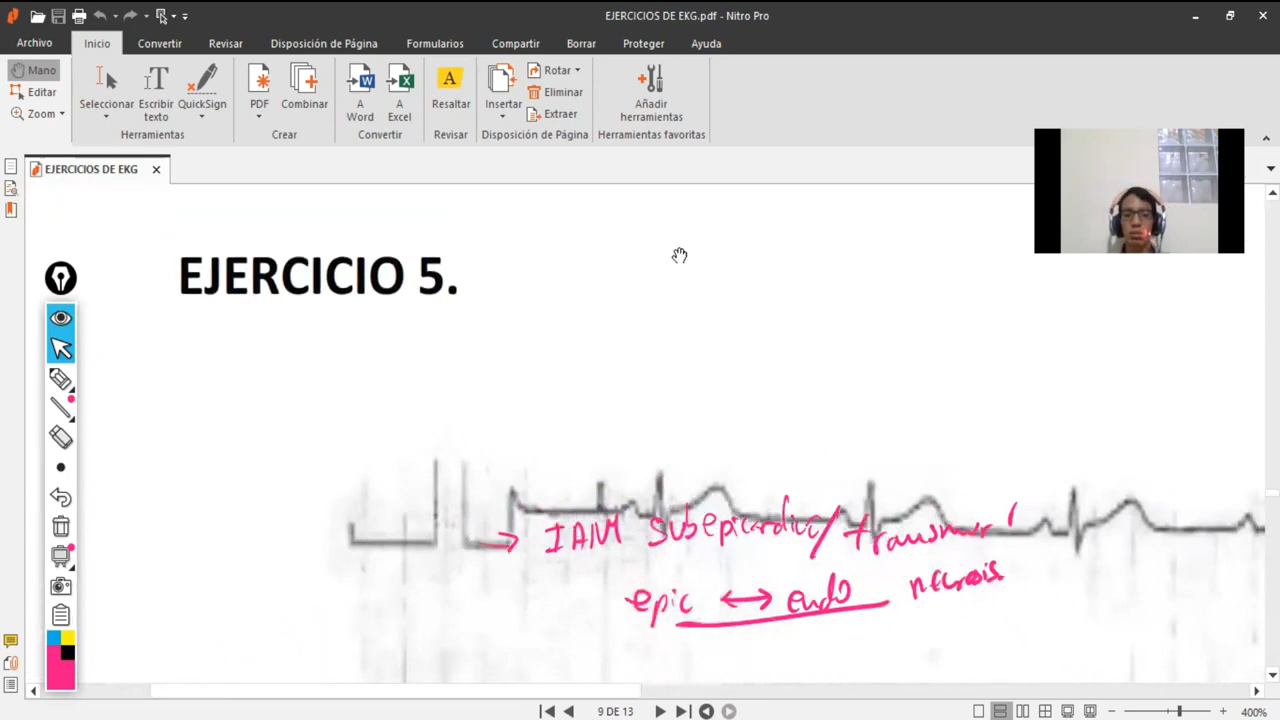 EJERCICIOS DE EKG.pdf - Nitro Pro
Archivo Inicio Convertir Revisar Disposición de Página Formularios Compartir Borrar Proteger Ayuda
Mano
Editar
Zoom
Seleccionar
Escribir texto
QuickSign
Herramientas
PDF
Combinar
Crear
A Word
A Excel
Convertir
Resaltar
Revisar
Insertar
Rotar
Eliminar
Extraer
Disposición de Página
Añadir herramientas
Herramientas favoritas
EJERCICIOS DE EKG
EJERCICIO 5.
→ IAM subepicardico/transmur
epic ↔ endo necrosis
9 DE 13
400%